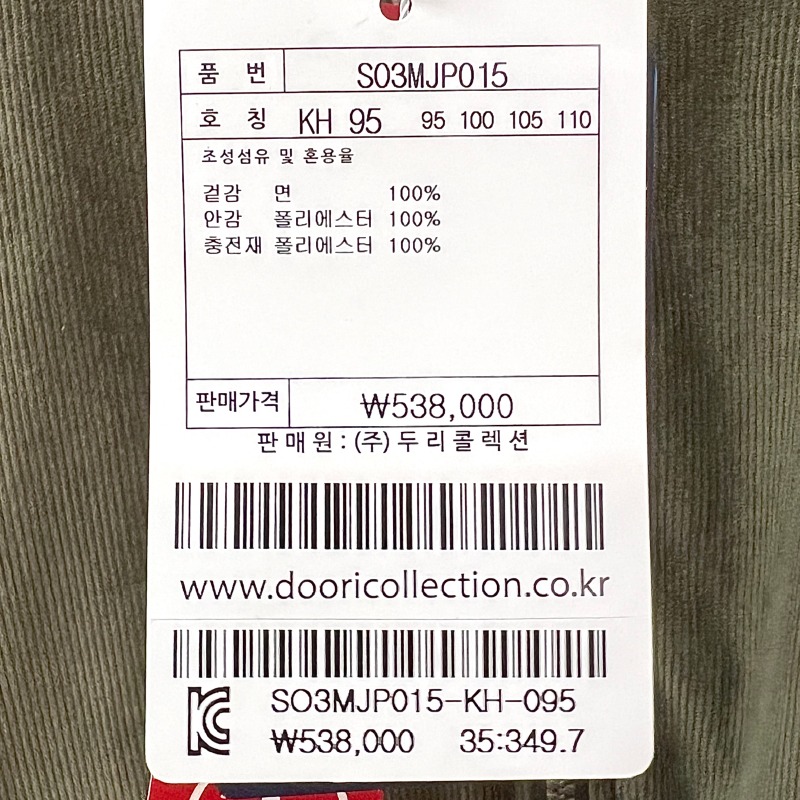 품 번 SO3MJP015
호 칭 KH 95 95 100 105 110
조성섬유 및 혼용율
겉감 면 100%
안감 폴리에스터 100%
충전재 폴리에스터 100%
판매가격 ₩538,000
판매원 : (주)두리콜렉션
www.dooricollection.co.kr
SO3MJP015-KH-095
₩538,000 35:349.7